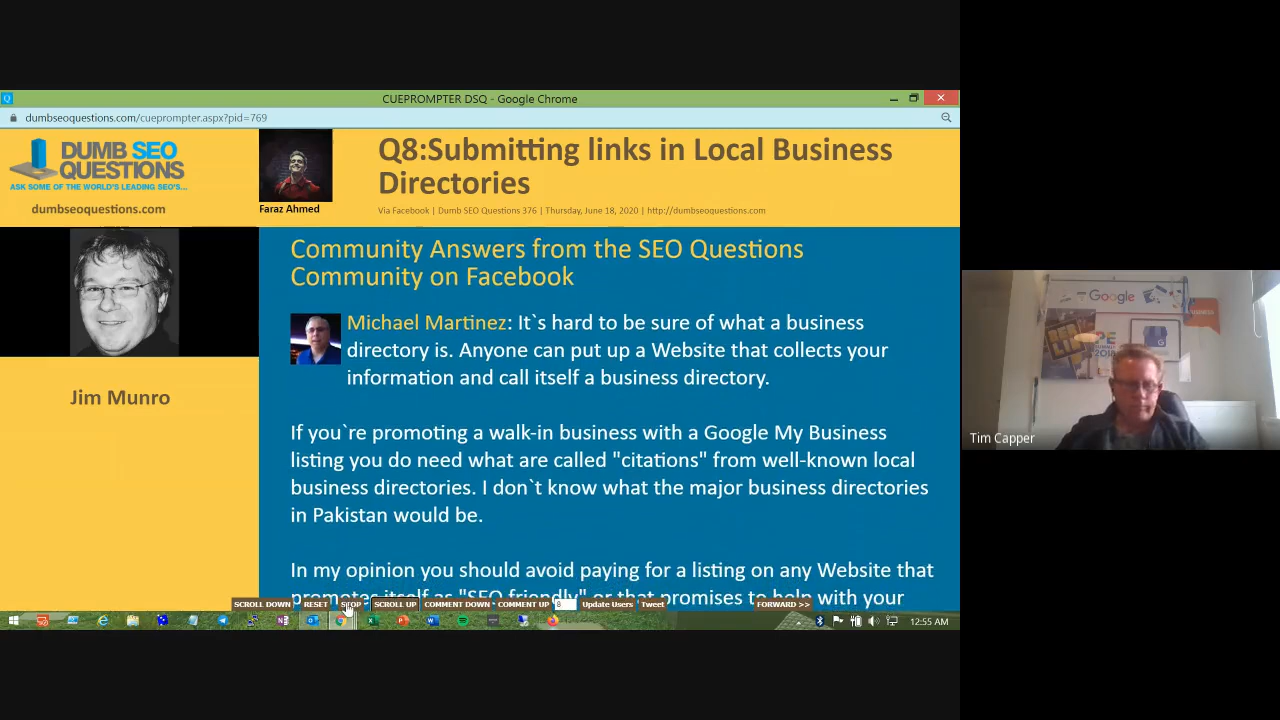 CUEPROMPTER DSQ - Google Chrome
dumbseoquestions.com/cueprompter.aspx?pid=769
DUMB SEO
QUESTIONS
ASK SOME OF THE WORLD'S LEADING SEO'S...
dumbseoquestions.com
Faraz Ahmed
Q8:Submitting links in Local Business
Directories
Via Facebook | Dumb SEO Questions 376 | Thursday, June 18, 2020 | http://dumbseoquestions.com
Jim Munro
Community Answers from the SEO Questions
Community on Facebook
Michael Martinez: It`s hard to be sure of what a business
directory is. Anyone can put up a Website that collects your
information and call itself a business directory.
If you`re promoting a walk-in business with a Google My Business
listing you do need what are called "citations" from well-known local
business directories. I don`t know what the major business directories
in Pakistan would be.
In my opinion you should avoid paying for a listing on any Website that
promotes itself as "SEO friendly" or that promises to help with your
SCROLL DOWN RESET STOP SCROLL UP COMMENT DOWN COMMENT UP Update Users Tweet FORWARD >>
12:55 AM
Google
Tim Capper